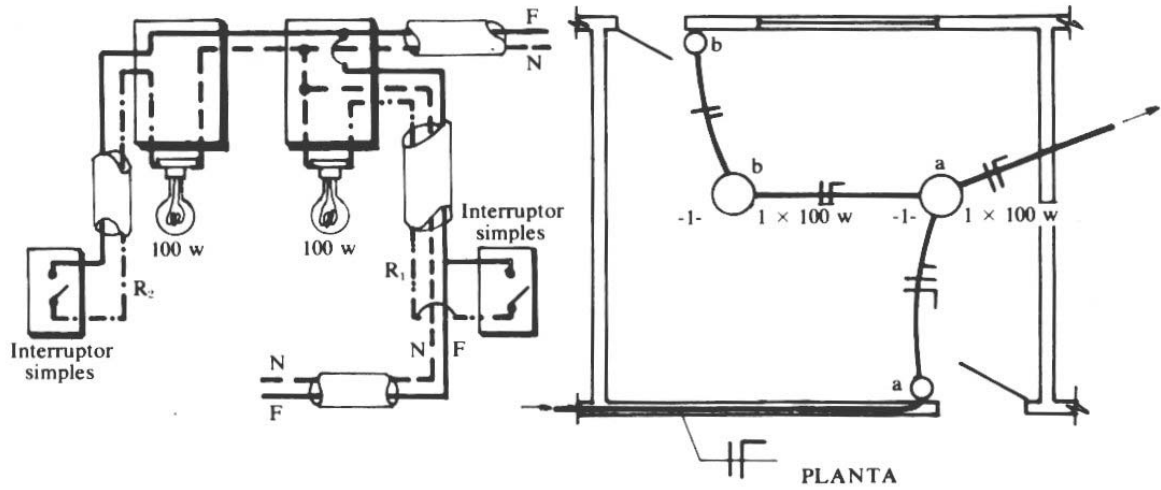 F
N
100 w
100 w
Interruptor
simples
R₁
R₂
N
F
Interruptor
simples
N
F
b
b
a
-1-
1 × 100 w
-1-
1 × 100 w
a
PLANTA